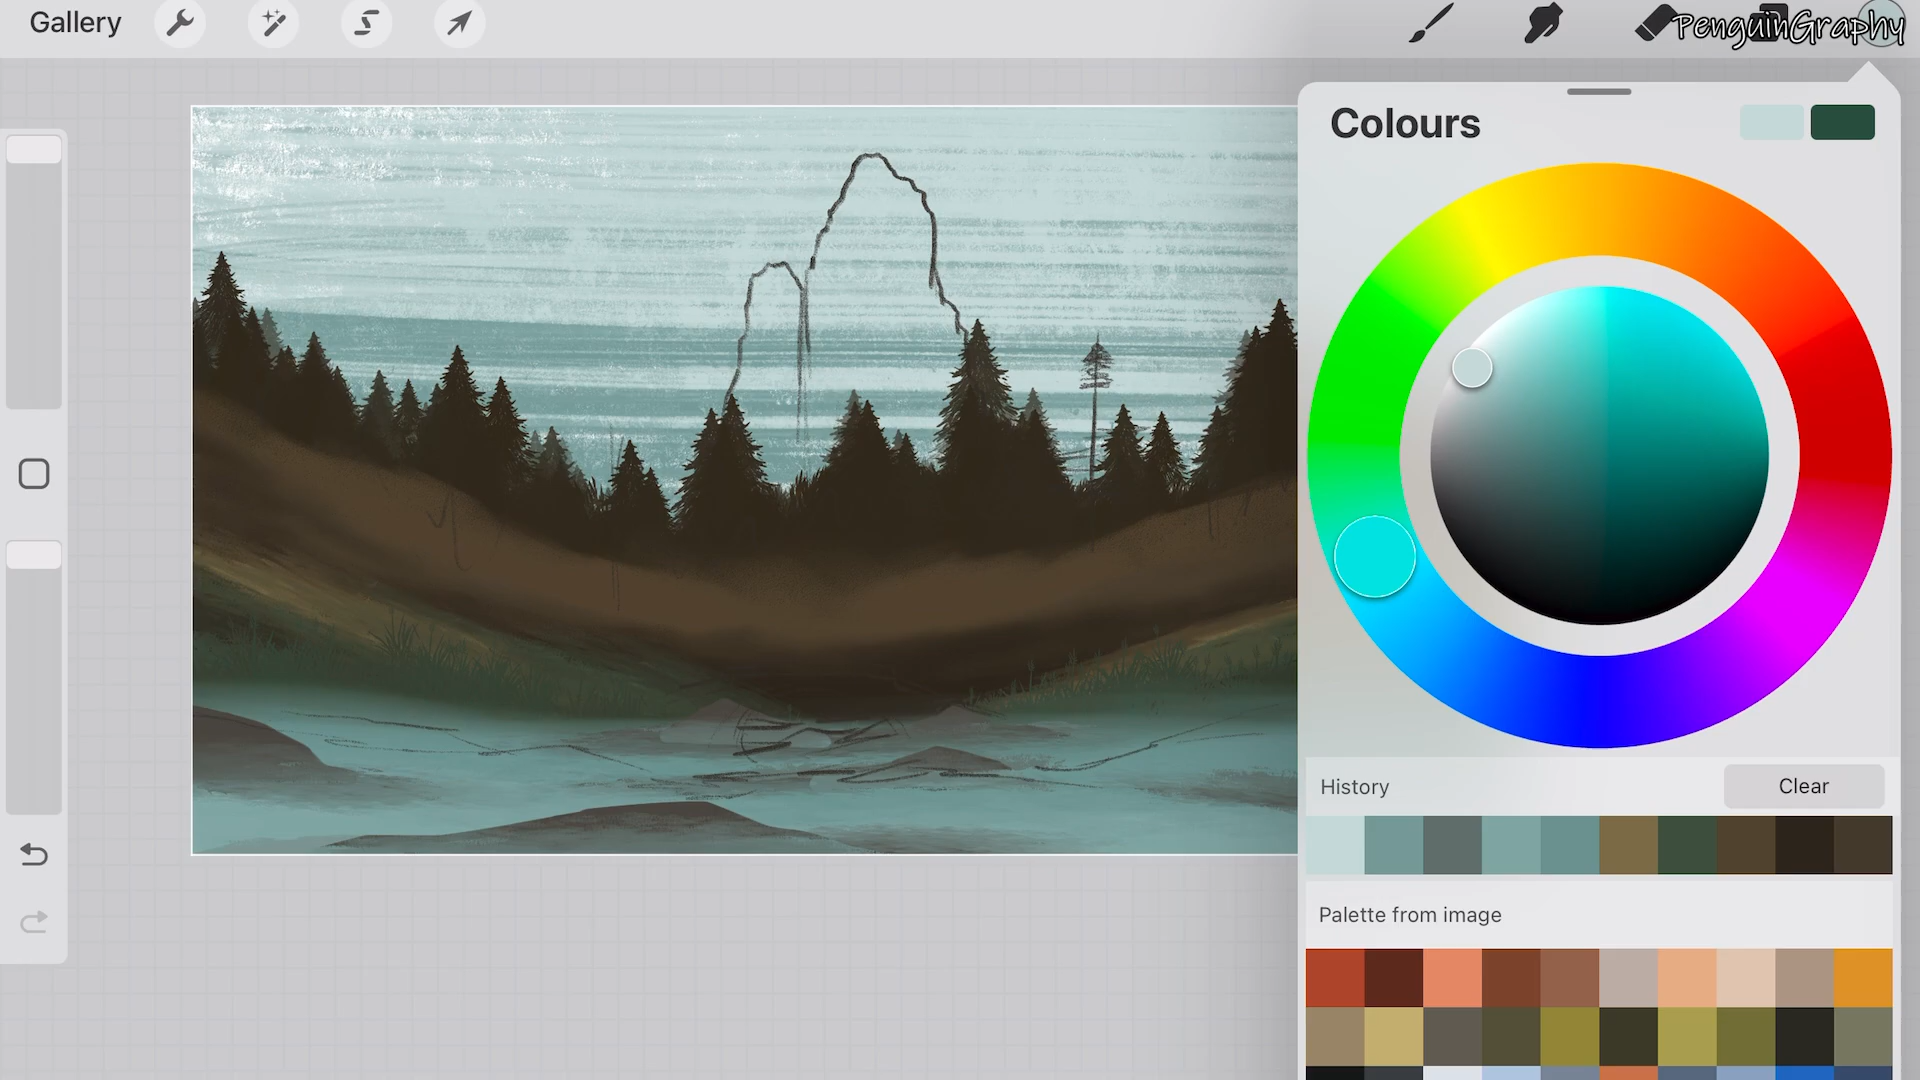 Gallery
PenguinGraphy
Colours
History
Clear
Palette from image